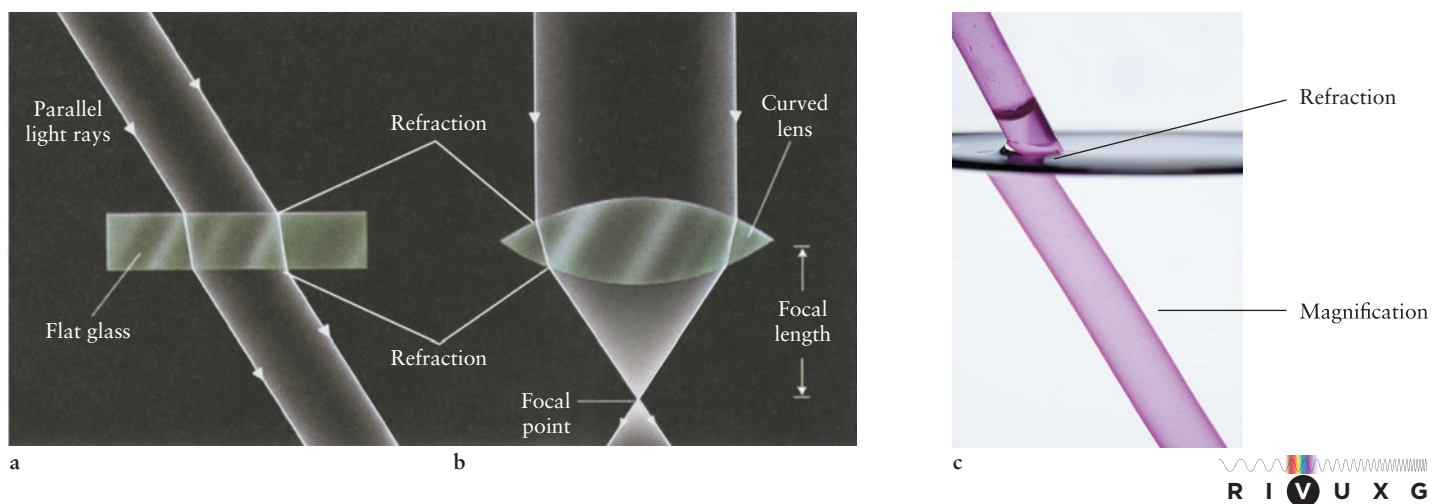 Parallel
light rays
Flat glass
Refraction
Refraction
Curved
lens
Focal
length
Focal
point
a
b
Refraction
Magnification
c
R I V U X G